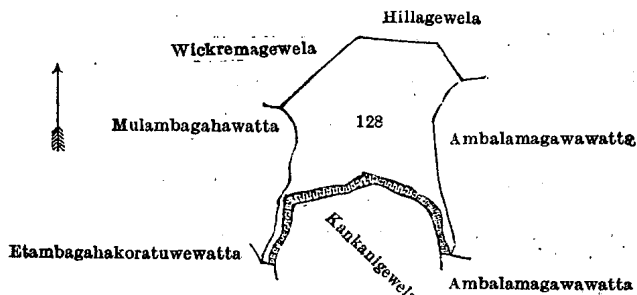 Hillagewela
Wickremagewela
Mulambagahawatta
128
Ambalamagawawatta
Kankanigewela
Etambagahakoratuwewatta
Ambalamagawawatta